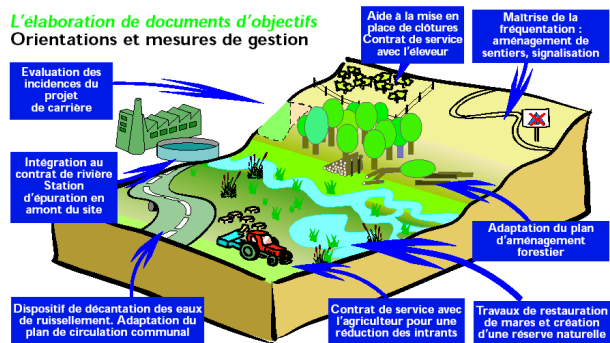 L'élaboration de documents d'objectifs
Orientations et mesures de gestion
Aide à la mise en
place de clôtures
Contrat de service
avec l'éleveur
Maîtrise de la
fréquentation :
aménagement de
sentiers, signalisation
Evaluation des
incidences du
projet
de carrière
Intégration au
contrat de rivière
Station
d'épuration en
amont du site
Adaptation du plan
d'aménagement
forestier
Dispositif de décantation des eaux
de ruissellement. Adaptation du
plan de circulation communal
Contrat de service avec
l'agriculteur pour une
réduction des intrants
Travaux de restauration
de mares et création
d'une réserve naturelle